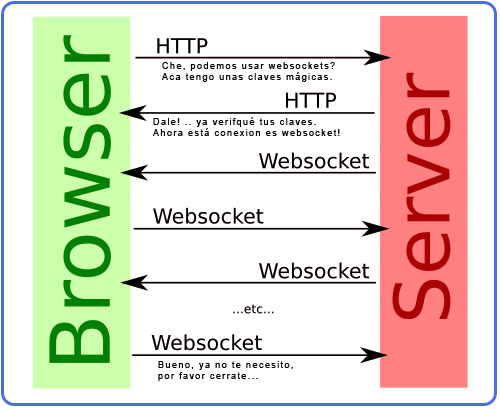 Browser
Server
HTTP
Che, podemos usar websockets?
Aca tengo unas claves mágicas.
HTTP
Dale! .. ya verifqué tus claves.
Ahora está conexion es websocket!
Websocket
Websocket
Websocket
...etc...
Websocket
Bueno, ya no te necesito,
por favor cerrate...